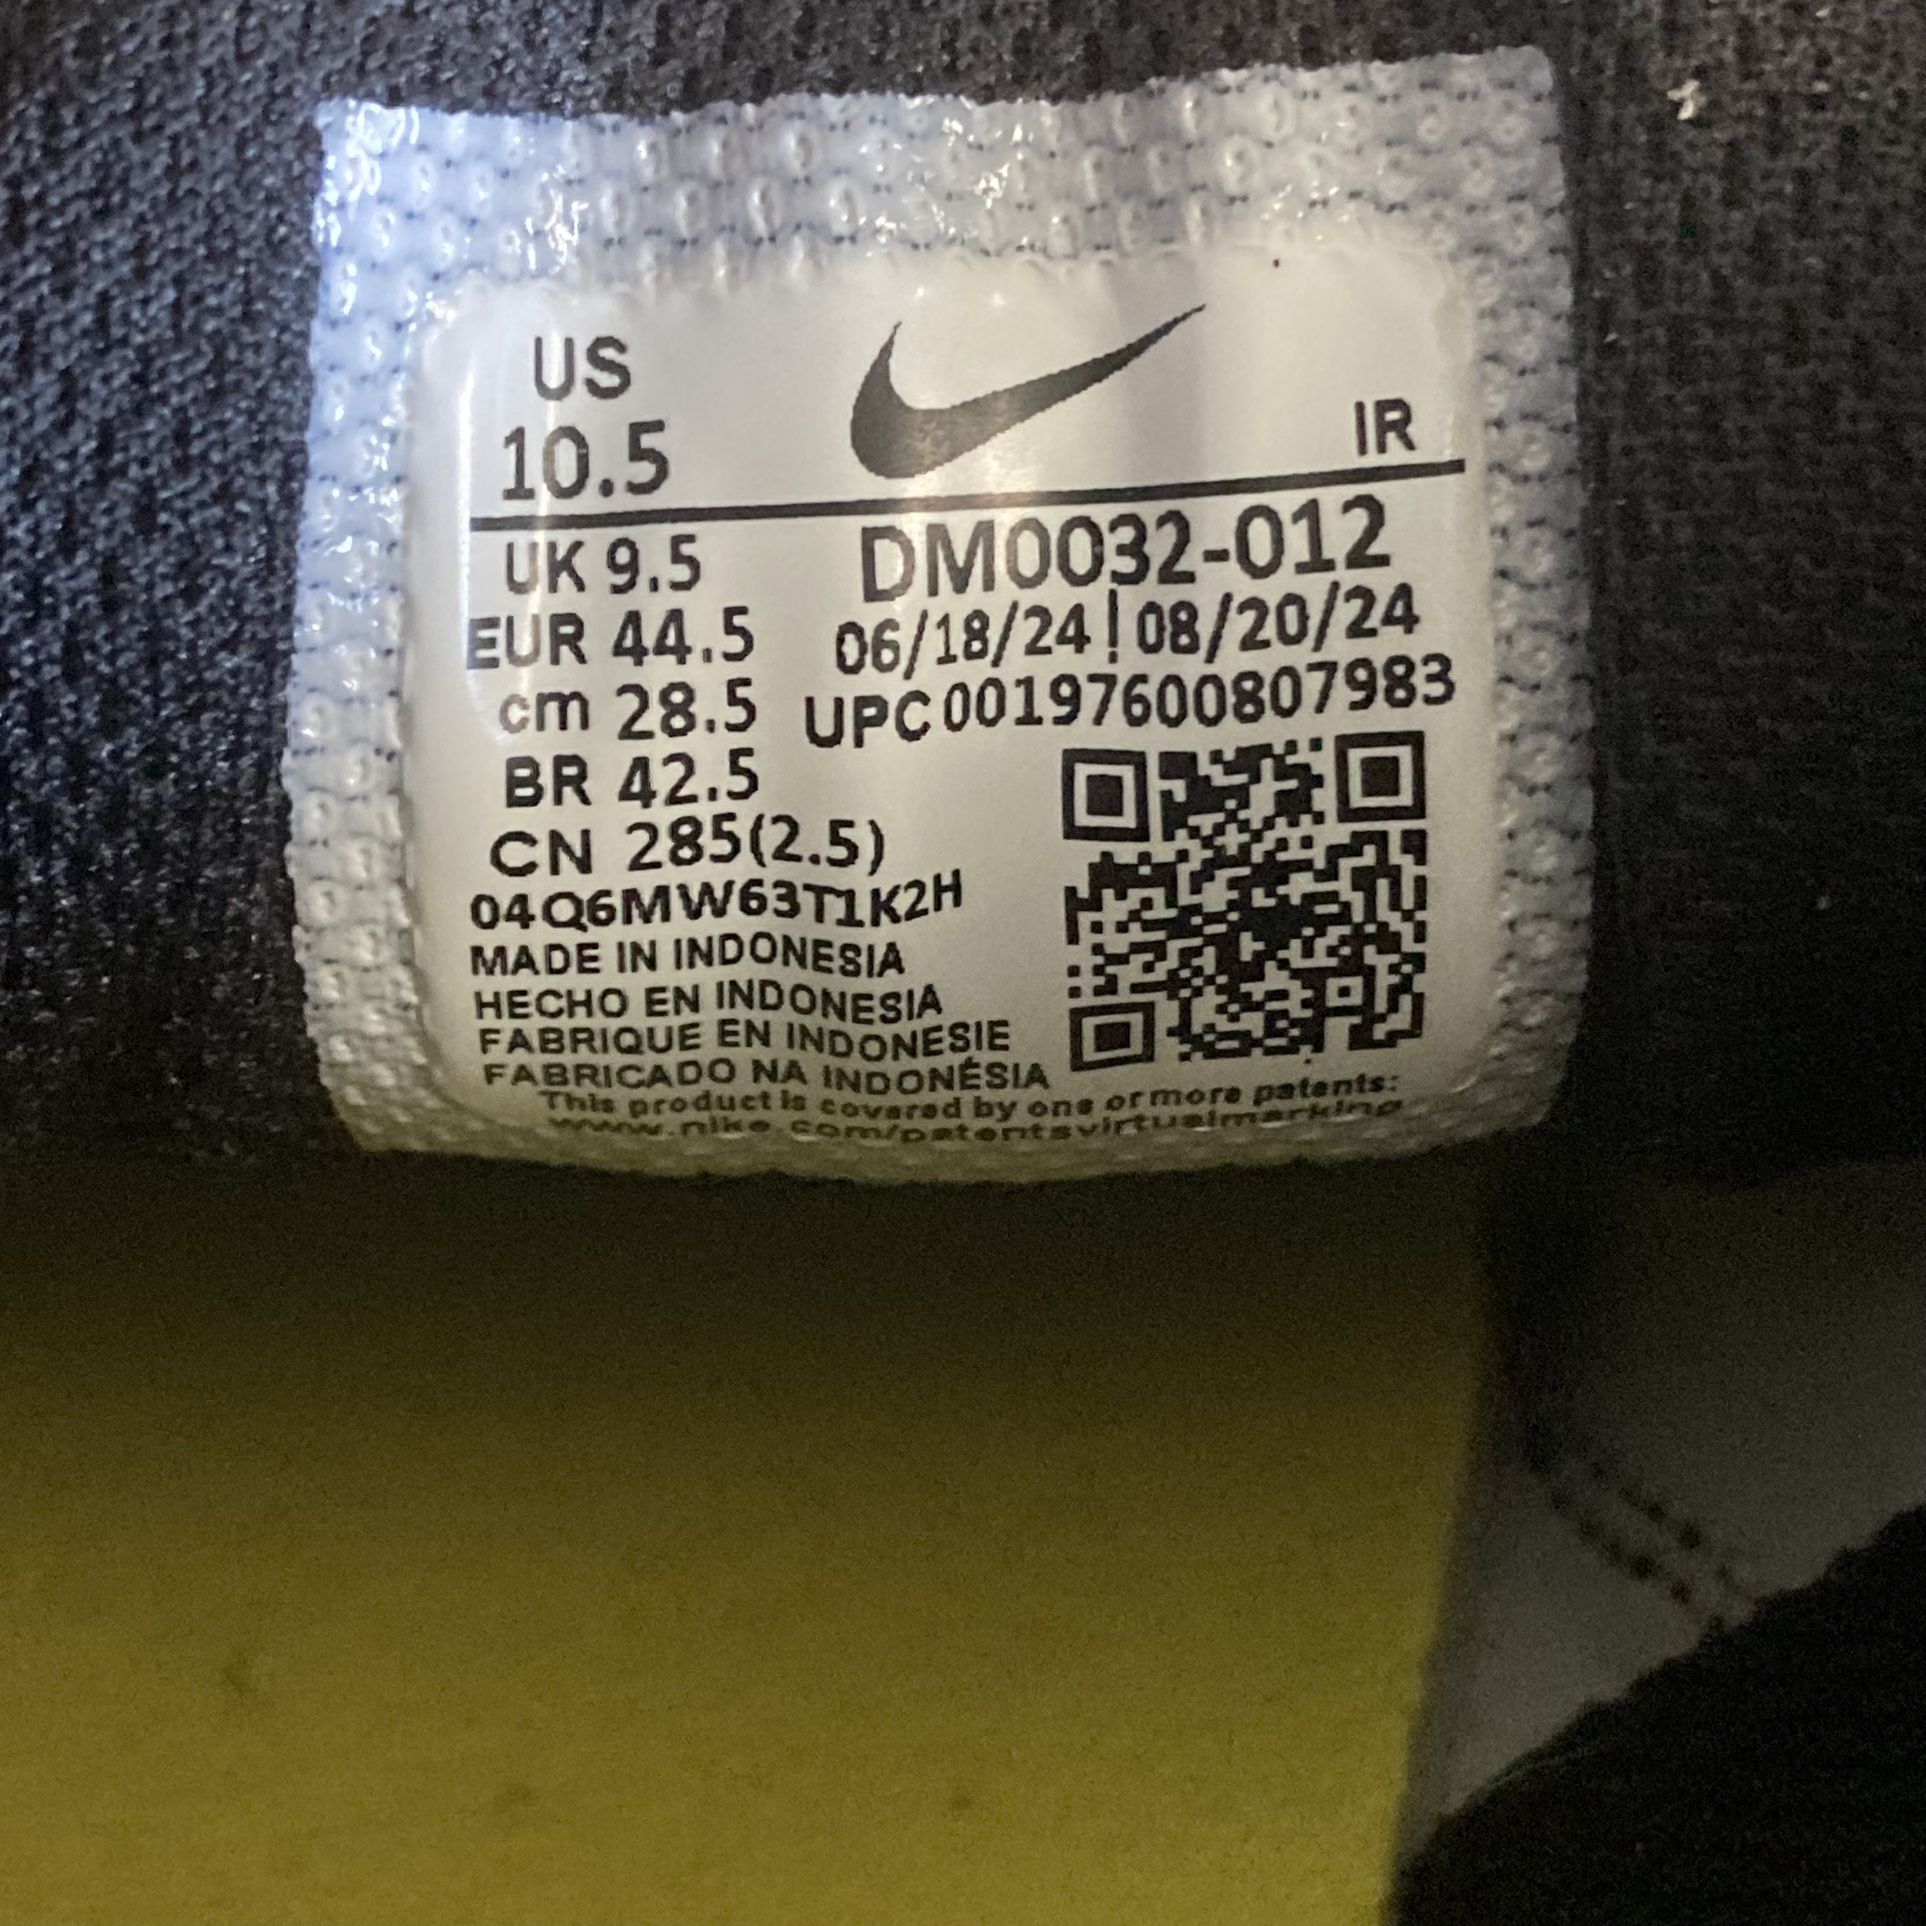 US
10.5
IR
UK 9.5
EUR 44.5
cm 28.5
BR 42.5
CN 285(2.5)
DM0032-012
06/18/24|08/20/24
UPC001976008​07983
04Q6MW63T1K2H
MADE IN INDONESIA
HECHO EN INDONESIA
FABRIQUE EN INDONESIE
FABRICADO NA INDONÉSIA
This product is covered by one or more patents:
www.nike.com/patentsvirtualmarking